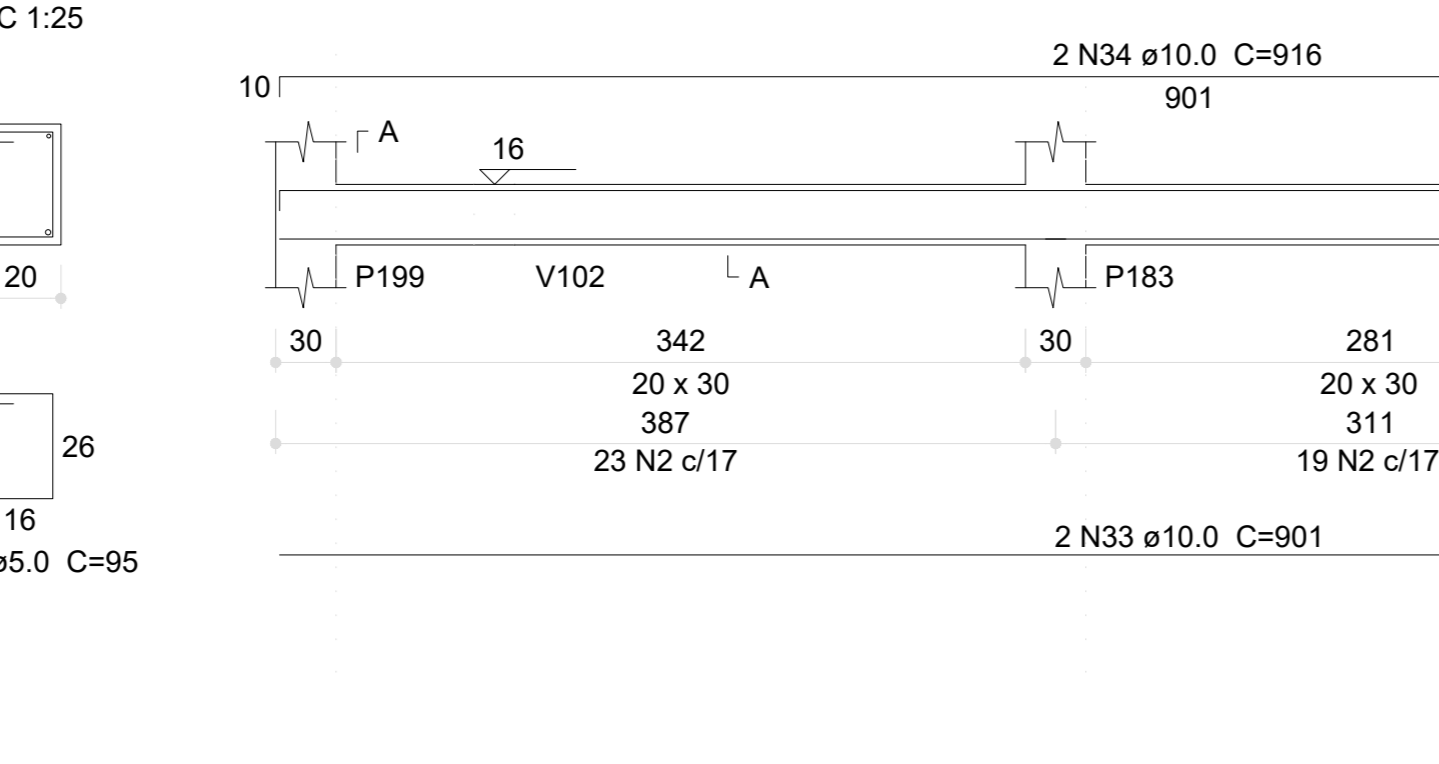 C 1:25
2 N34 ø10.0 C=916
10
901
A
16
20
P199
V102
A
P183
30
342
30
281
20 x 30
20 x 30
387
311
26
23 N2 c/17
19 N2 c/17
16
2 N33 ø10.0 C=901
ø5.0 C=95